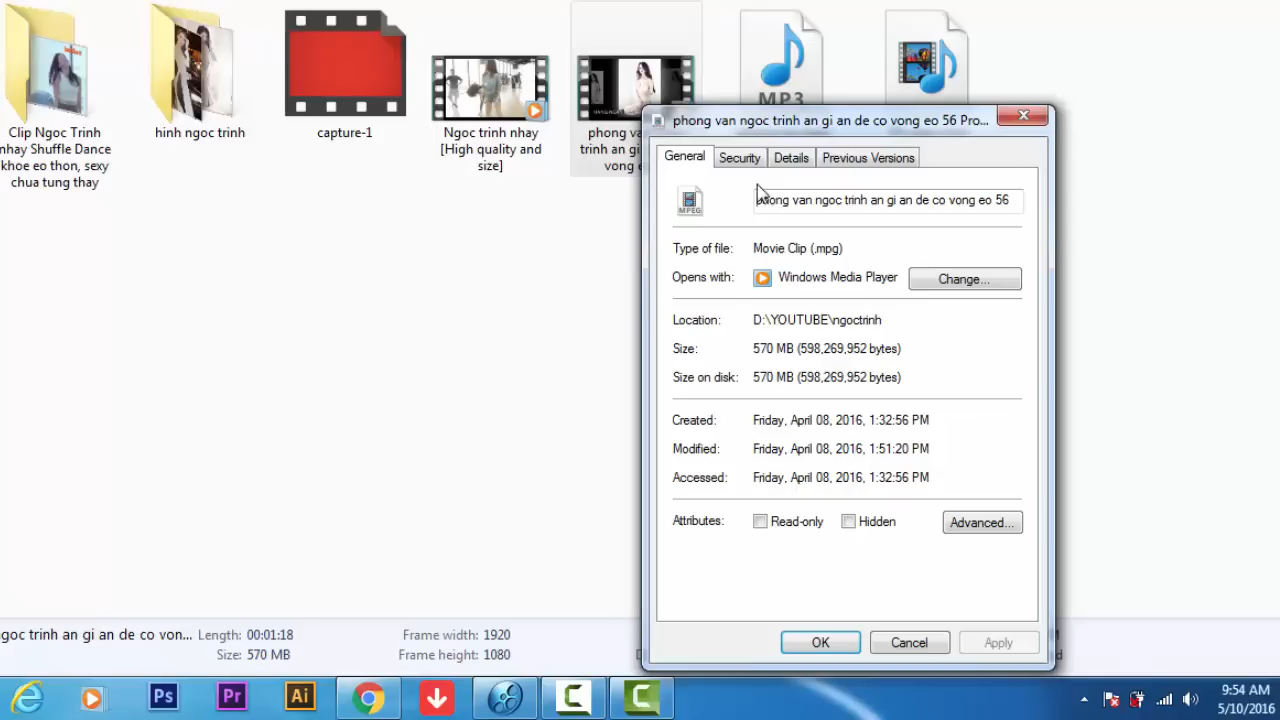 Clip Ngoc Trinh
nhay Shuffle Dance
khoe eo thon, sexy
chua tung thay
hinh ngoc trinh
capture-1
Ngoc trinh nhay
[High quality and
size]
phong va
trinh an gi
vong e
MP3
phong van ngoc trinh an gi an de co vong eo 56 Pro...
General
Security
Details
Previous Versions
MPEG
phong van ngoc trinh an gi an de co vong eo 56
Type of file: Movie Clip (.mpg)
Opens with: Windows Media Player Change...
Location: D:\YOUTUBE\ngoctrinh
Size: 570 MB (598,269,952 bytes)
Size on disk: 570 MB (598,269,952 bytes)
Created: Friday, April 08, 2016, 1:32:56 PM
Modified: Friday, April 08, 2016, 1:51:20 PM
Accessed: Friday, April 08, 2016, 1:32:56 PM
Attributes: Read-only Hidden Advanced...
OK Cancel Apply
goc trinh an gi an de co von... Length: 00:01:18 Frame width: 1920
Size: 570 MB Frame height: 1080
Ps Pr Ai
9:54 AM
5/10/2016